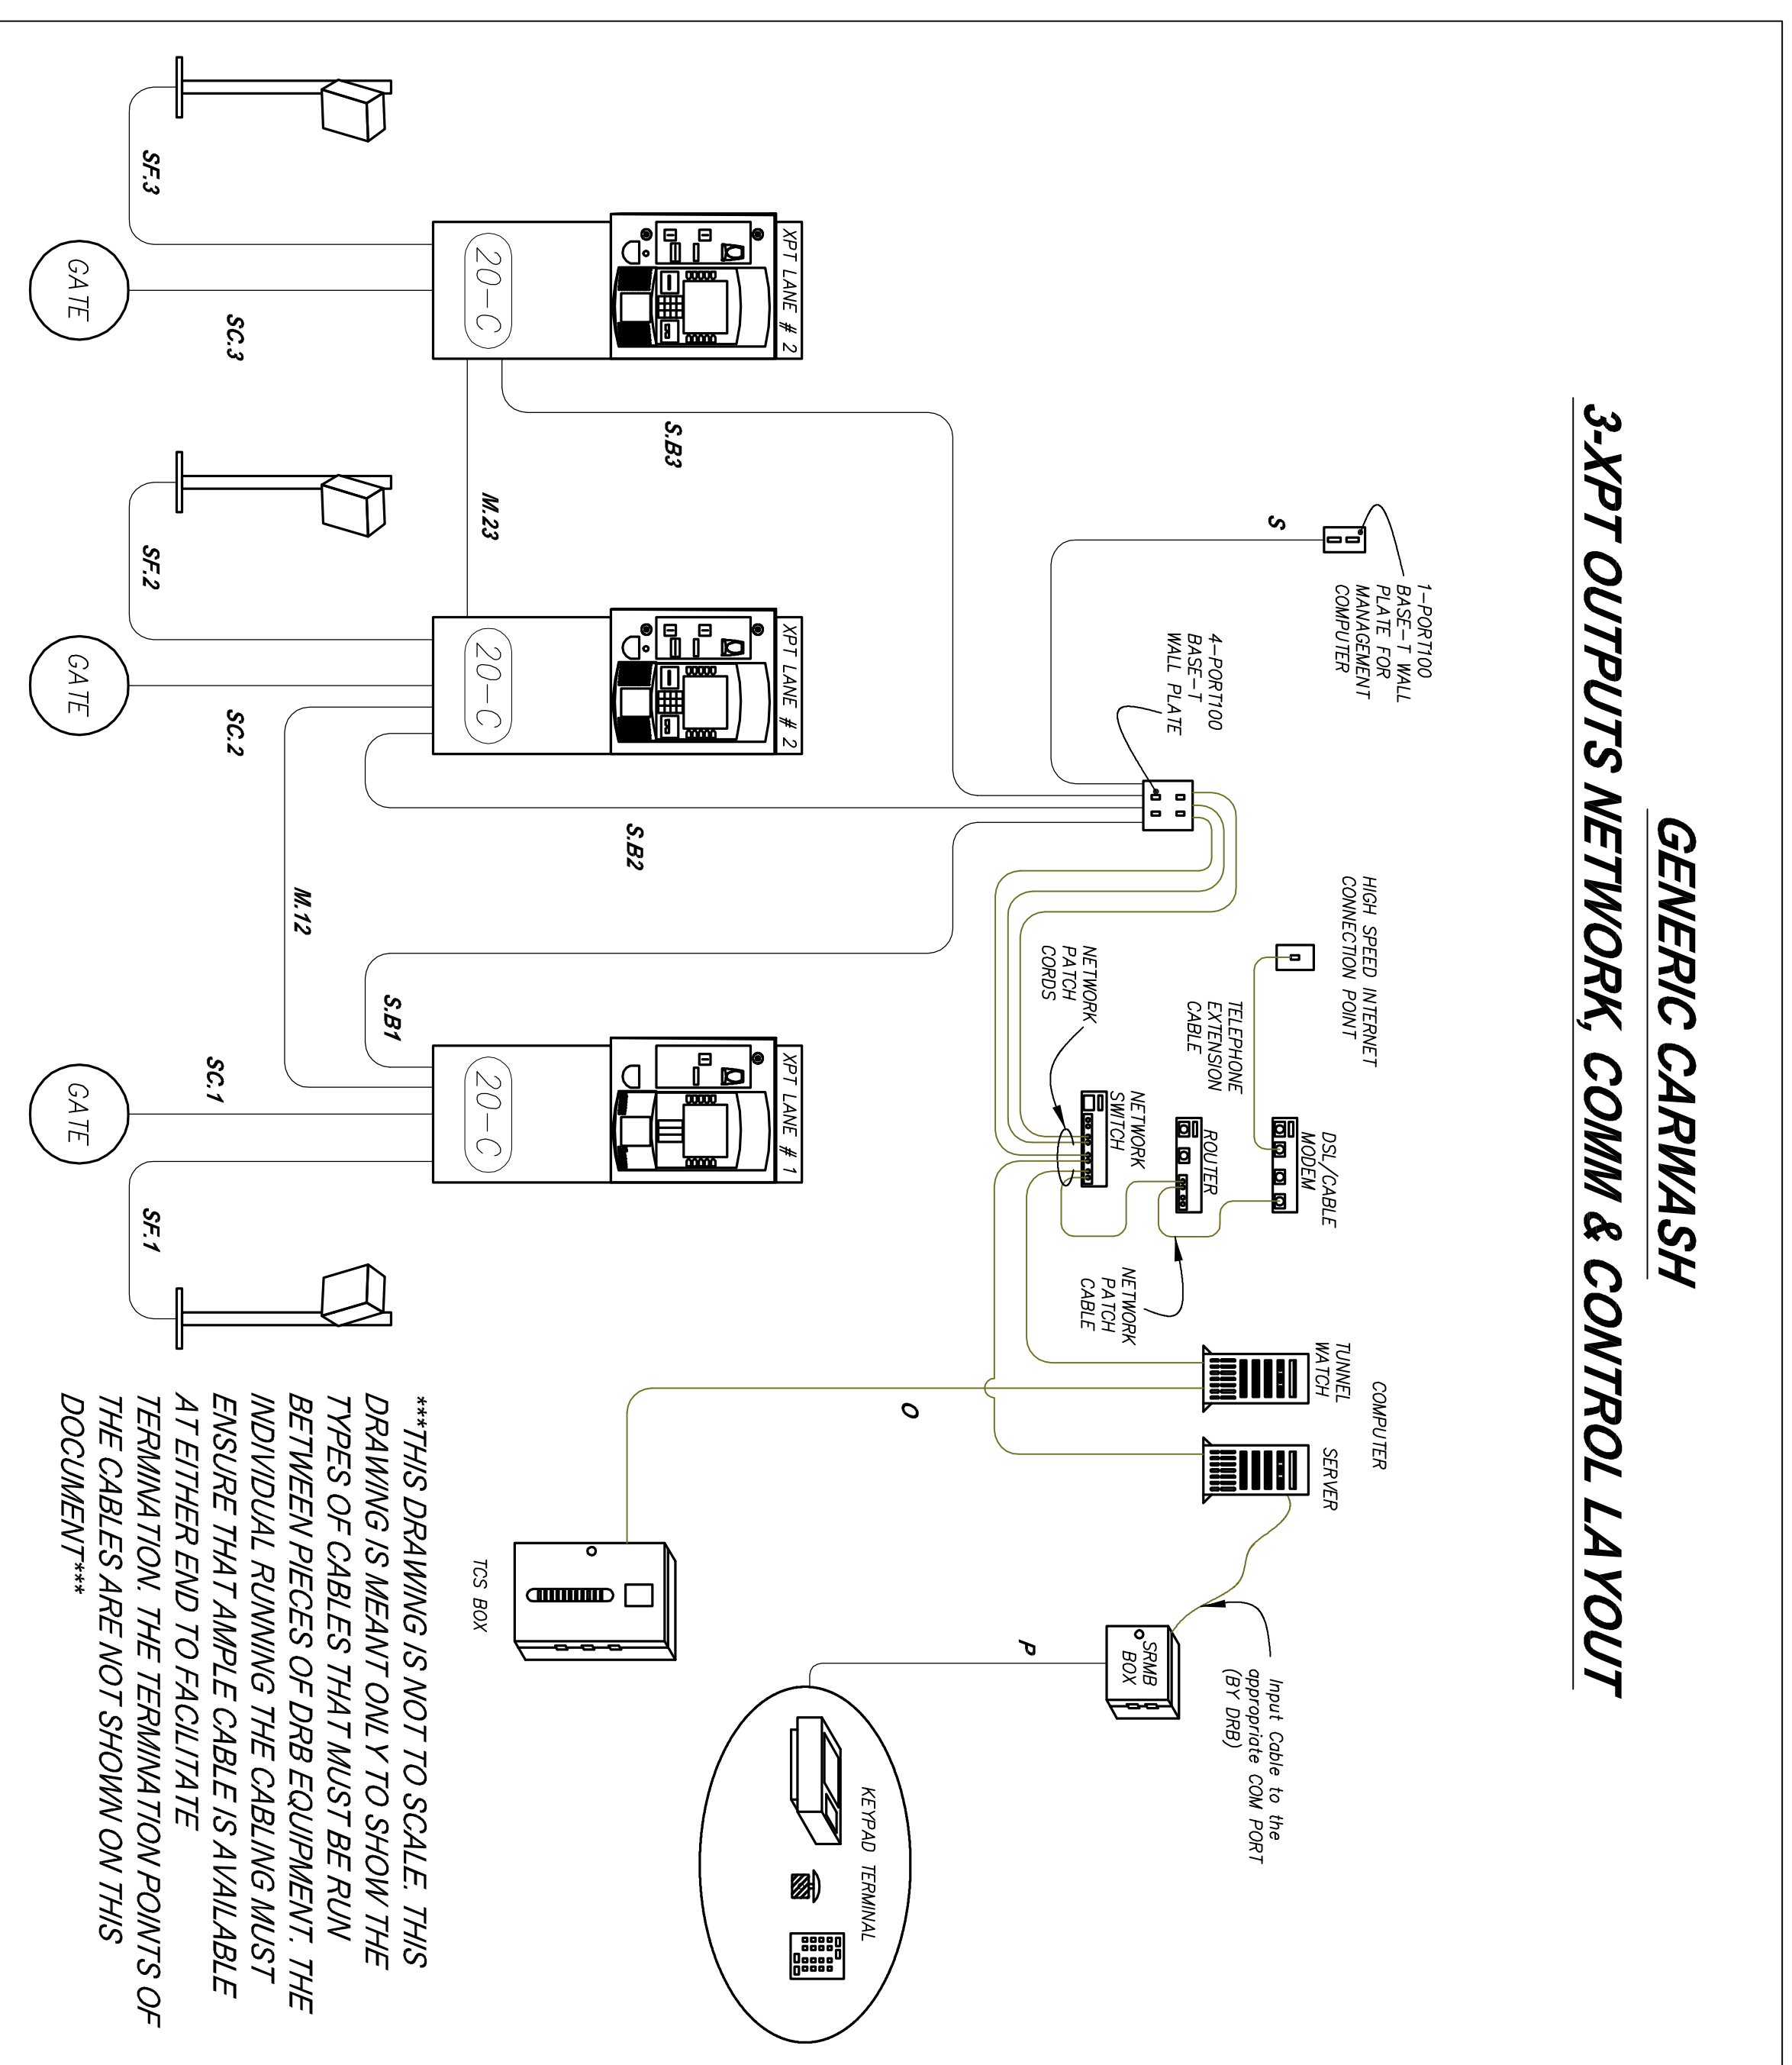 GENERIC CARWASH
3-XPT OUTPUTS NETWORK, COMM & CONTROL LAYOUT
1-PORT100
BASE-T WALL
PLATE FOR
MANAGEMENT
COMPUTER
S
4-PORT100
BASE-T
WALL PLATE
HIGH SPEED INTERNET
CONNECTION POINT
TELEPHONE
EXTENSION
CABLE
DSL/CABLE
MODEM
ROUTER
NETWORK
SWITCH
NETWORK
PATCH
CORDS
NETWORK
PATCH
CABLE
COMPUTER
TUNNEL
WATCH
SERVER
Input Cable to the
appropriate COM PORT
(BY DRB)
SRMB
BOX
P
O
KEYPAD TERMINAL
TCS BOX
XPT LANE # 2
20-C
S.B3
M.23
SF.3
SC.3
GATE
XPT LANE # 2
20-C
S.B2
M.12
SF.2
SC.2
GATE
XPT LANE # 1
20-C
S.B1
SC.1
SF.1
GATE
***THIS DRAWING IS NOT TO SCALE. THIS
DRAWING IS MEANT ONLY TO SHOW THE
TYPES OF CABLES THAT MUST BE RUN
BETWEEN PIECES OF DRB EQUIPMENT. THE
INDIVIDUAL RUNNING THE CABLING MUST
ENSURE THAT AMPLE CABLE IS AVAILABLE
AT EITHER END TO FACILITATE
TERMINATION. THE TERMINATION POINTS OF
THE CABLES ARE NOT SHOWN ON THIS
DOCUMENT***